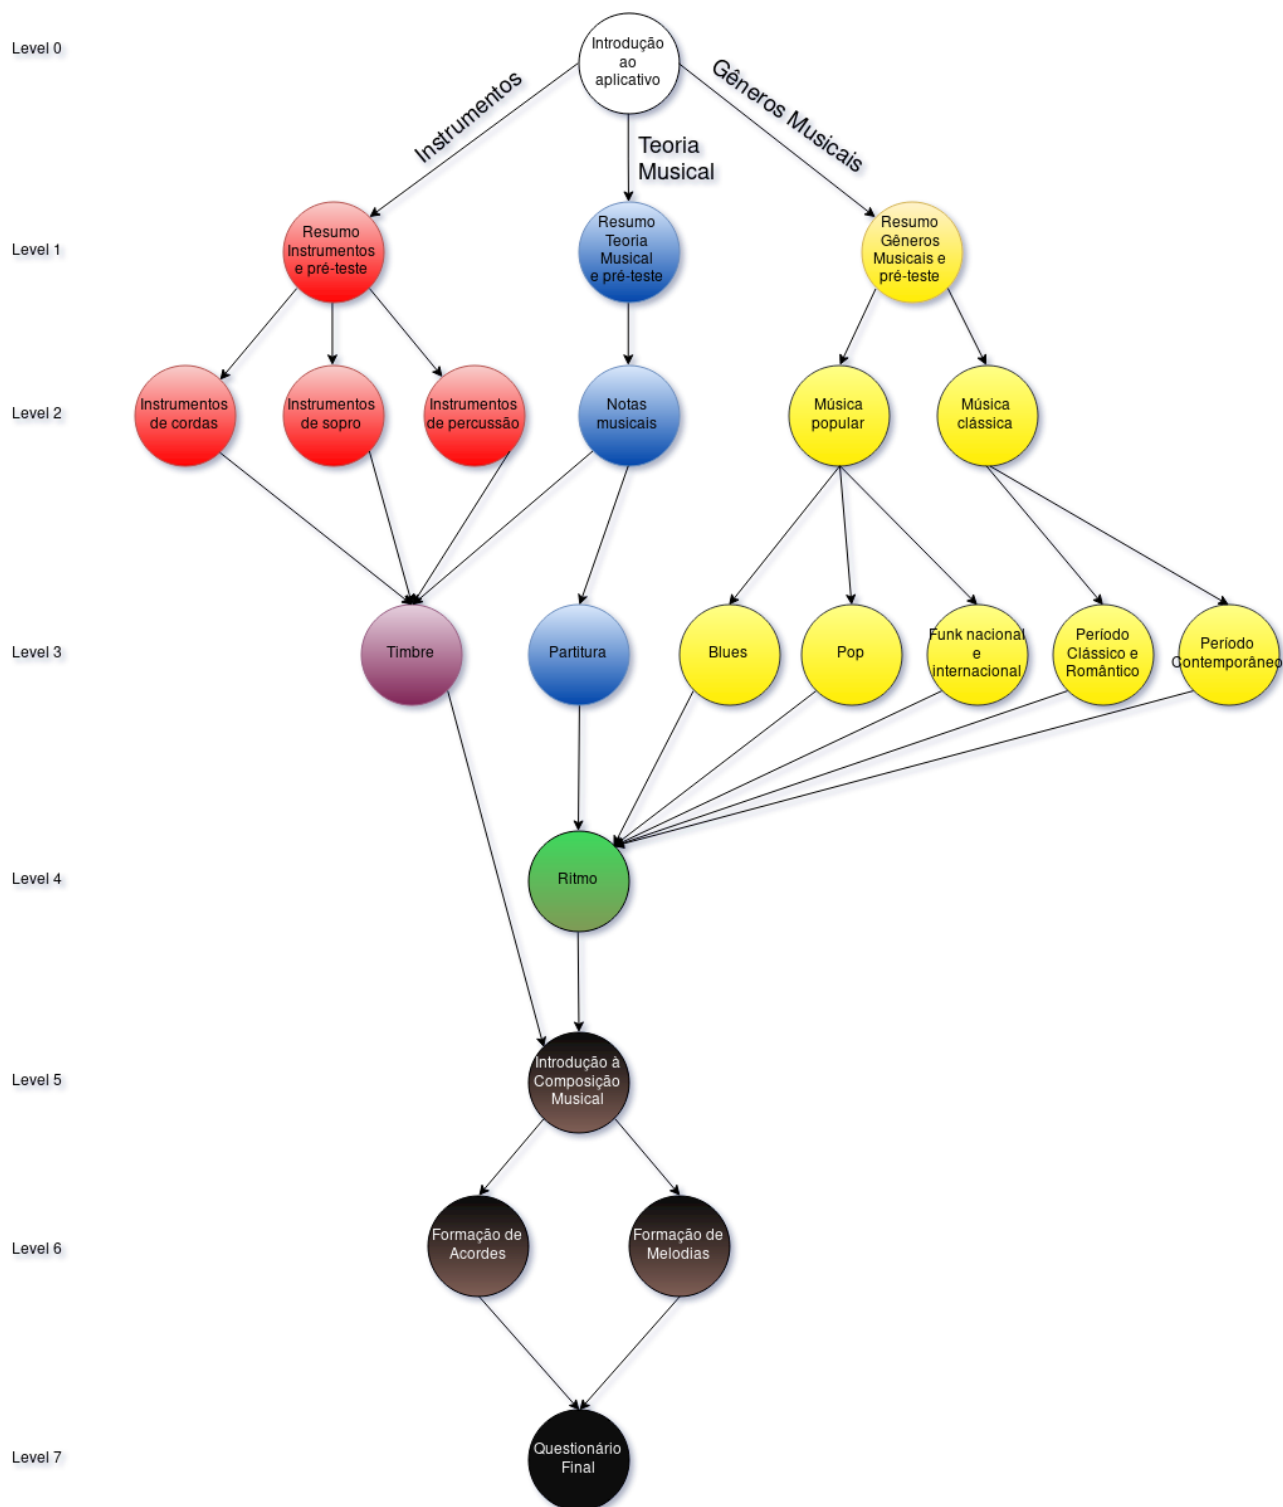 Level 0
Introdução
ao
aplicativo
Instrumentos
Teoria
Musical
Gêneros Musicais
Level 1
Resumo
Instrumentos
e pré-teste
Resumo
Teoria
Musical
e pré-teste
Resumo
Gêneros
Musicais e
pré-teste
Level 2
Instrumentos
de cordas
Instrumentos
de sopro
Instrumentos
de percussão
Notas
musicais
Música
popular
Música
clássica
Level 3
Timbre
Partitura
Blues
Pop
Funk nacional
e
internacional
Período
Clássico e
Romântico
Período
Contemporâneo
Level 4
Ritmo
Level 5
Introdução à
Composição
Musical
Level 6
Formação de
Acordes
Formação de
Melodias
Level 7
Questionário
Final